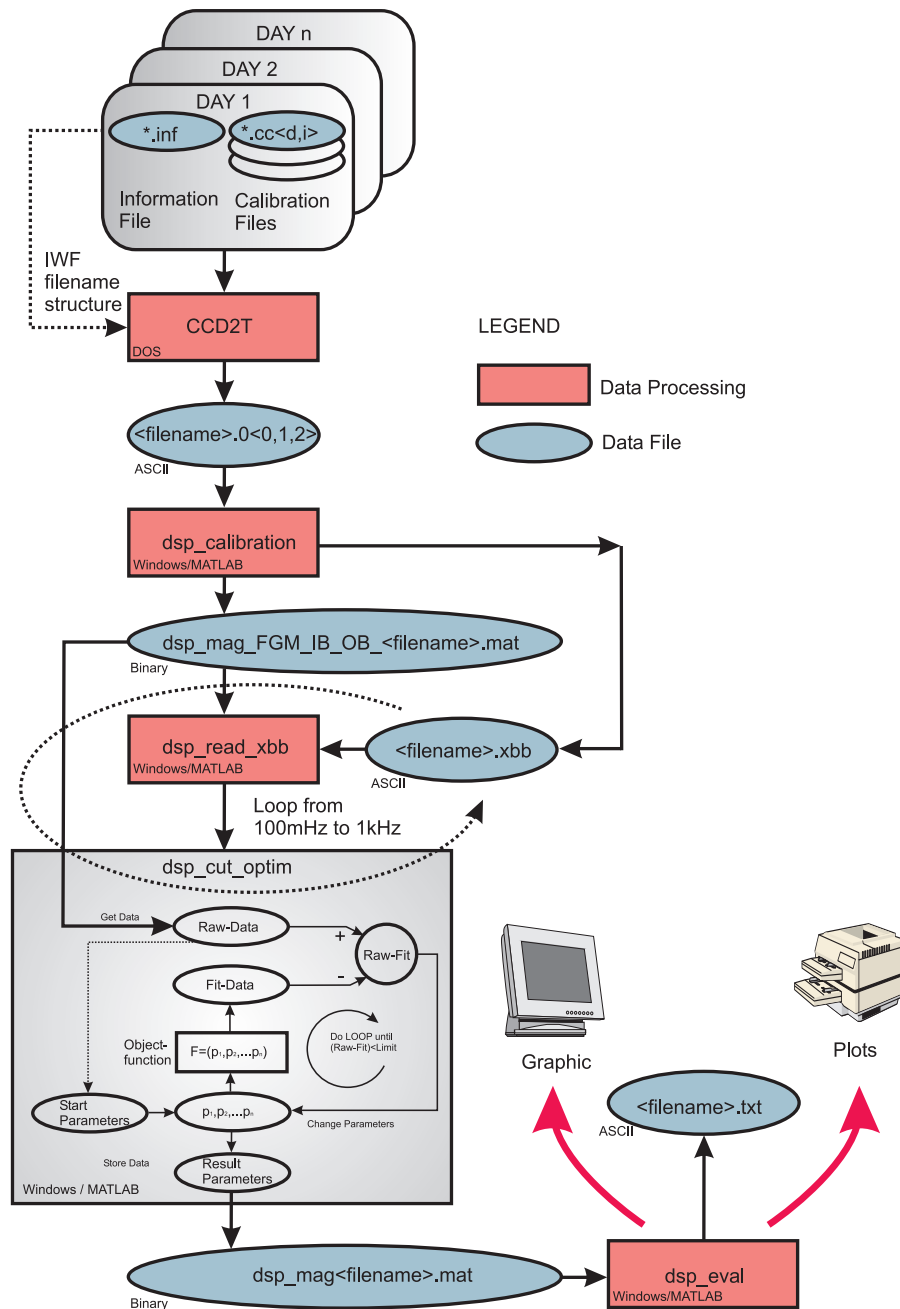 DAY n
DAY 2
DAY 1
*.inf
*.cc<d,i>
Information
File
Calibration
Files
IWF
filename
structure
CCD2T
DOS
LEGEND
Data Processing
Data File
<filename>.0<0,1,2>
ASCII
dsp_calibration
Windows/MATLAB
dsp_mag_FGM_IB_OB_<filename>.mat
Binary
dsp_read_xbb
Windows/MATLAB
<filename>.xbb
ASCII
Loop from
100mHz to 1kHz
dsp_cut_optim
Get Data
Raw-Data
+
Raw-Fit
Fit-Data
-
Object-
function
F=(p₁,p₂,...pₙ)
Do LOOP until
(Raw-Fit)<Limit
Start
Parameters
p₁,p₂,...pₙ
Change Parameters
Store Data
Result
Parameters
Windows / MATLAB
Graphic
Plots
<filename>.txt
ASCII
dsp_mag<filename>.mat
Binary
dsp_eval
Windows/MATLAB